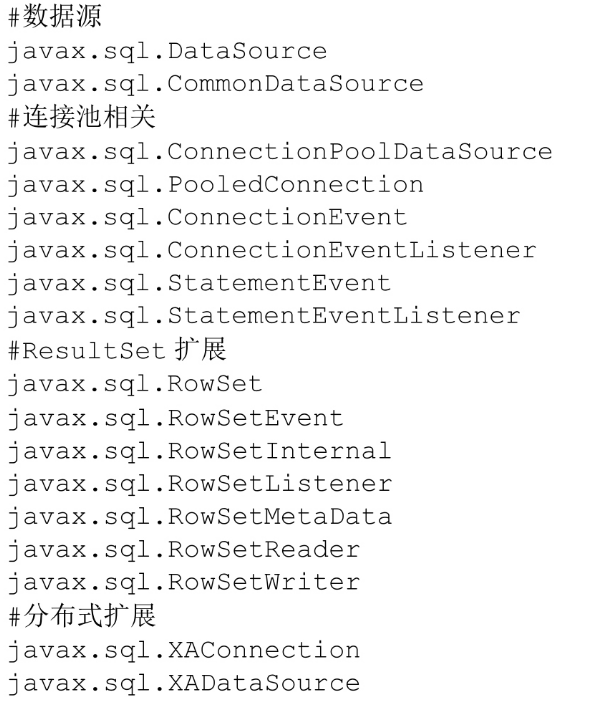 #数据源
javax.sql.DataSource
javax.sql.CommonDataSource
#连接池相关
javax.sql.ConnectionPoolDataSource
javax.sql.PooledConnection
javax.sql.ConnectionEvent
javax.sql.ConnectionEventListener
javax.sql.StatementEvent
javax.sql.StatementEventListener
#ResultSet 扩展
javax.sql.RowSet
javax.sql.RowSetEvent
javax.sql.RowSetInternal
javax.sql.RowSetListener
javax.sql.RowSetMetaData
javax.sql.RowSetReader
javax.sql.RowSetWriter
#分布式扩展
javax.sql.XAConnection
javax.sql.XADataSource